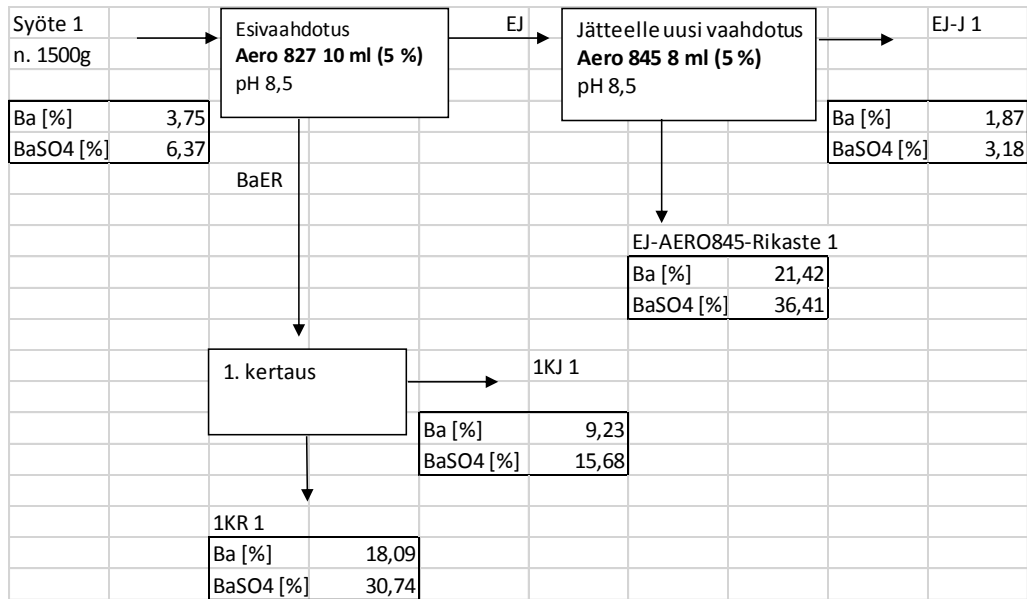 Syöte 1
n. 1500g
Ba [%] 3,75
BaSO4 [%] 6,37
Esivaahdotus
Aero 827 10 ml (5 %)
pH 8,5
EJ
Jätteelle uusi vaahdotus
Aero 845 8 ml (5 %)
pH 8,5
EJ-J 1
Ba [%] 1,87
BaSO4 [%] 3,18
BaER
EJ-AERO845-Rikaste 1
Ba [%] 21,42
BaSO4 [%] 36,41
1. kertaus
1KJ 1
Ba [%] 9,23
BaSO4 [%] 15,68
1KR 1
Ba [%] 18,09
BaSO4 [%] 30,74